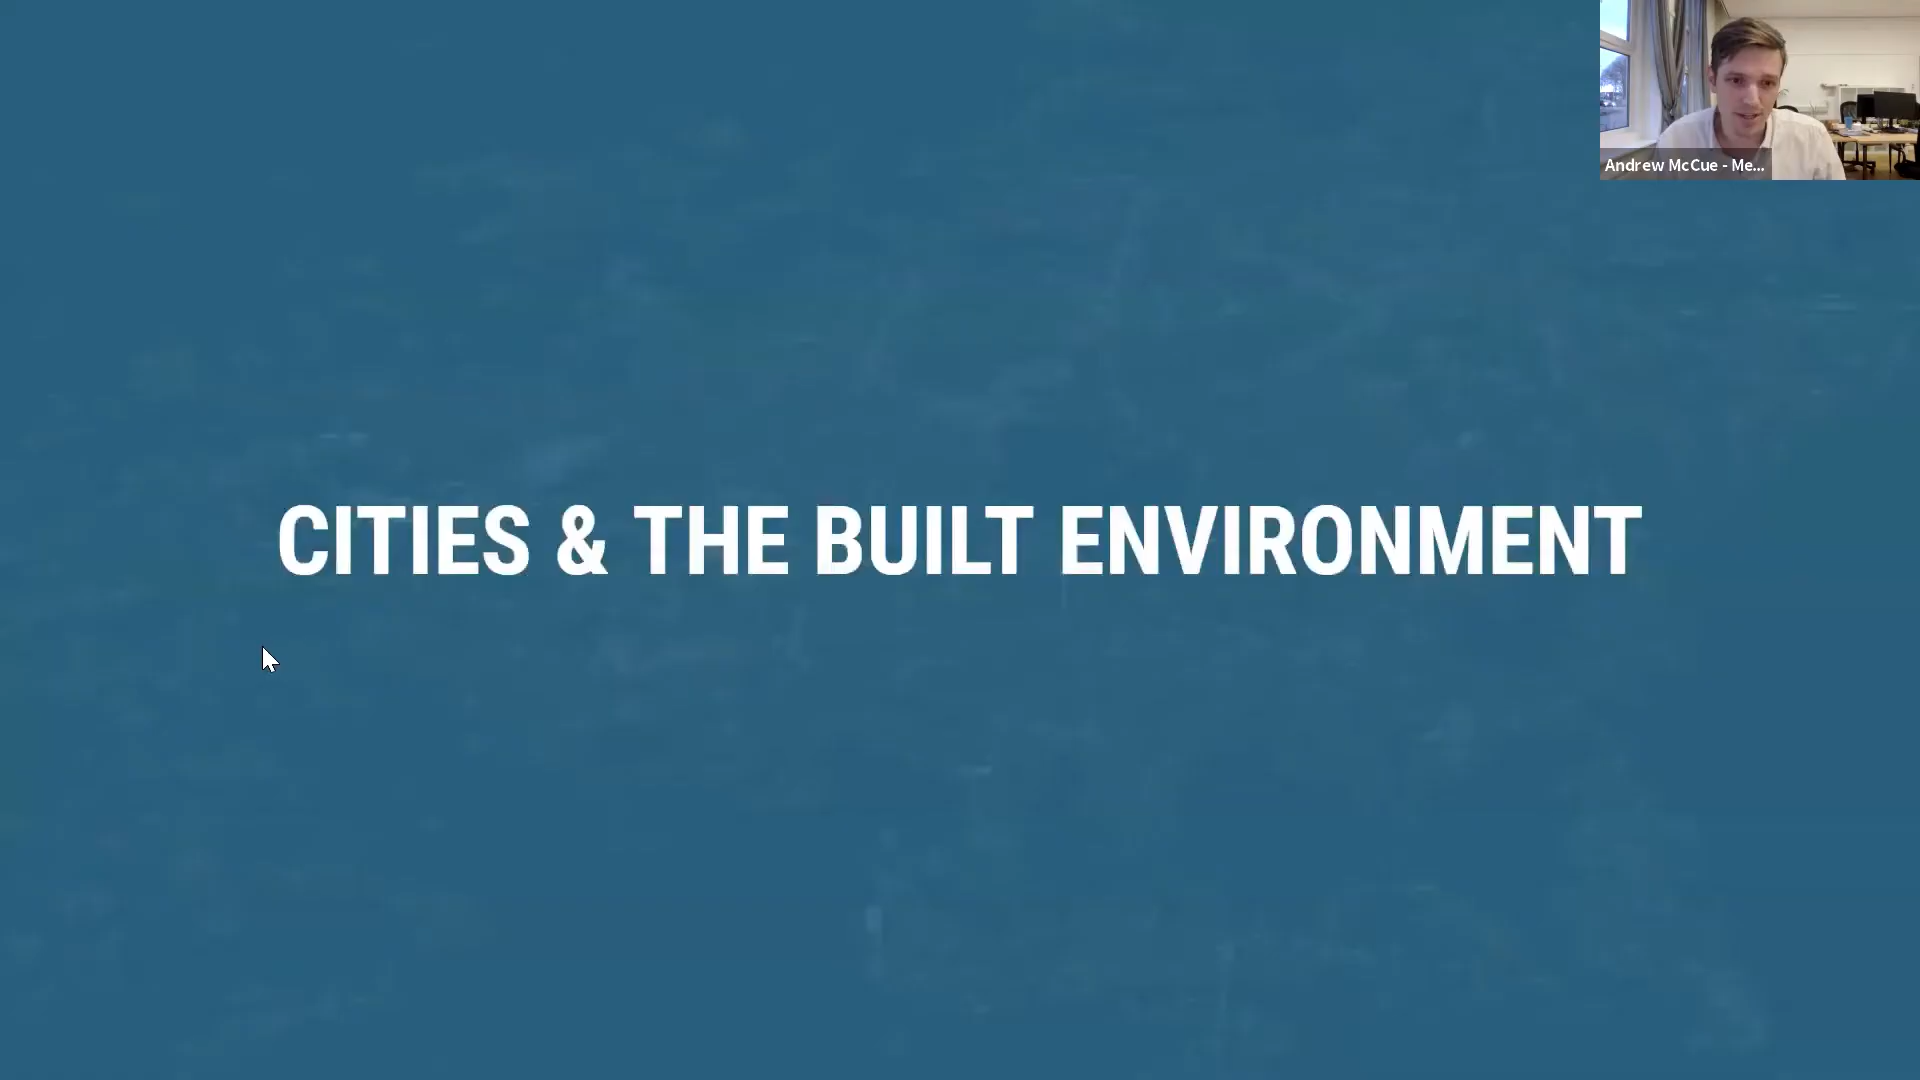 Andrew McCue - Me...
CITIES & THE BUILT ENVIRONMENT